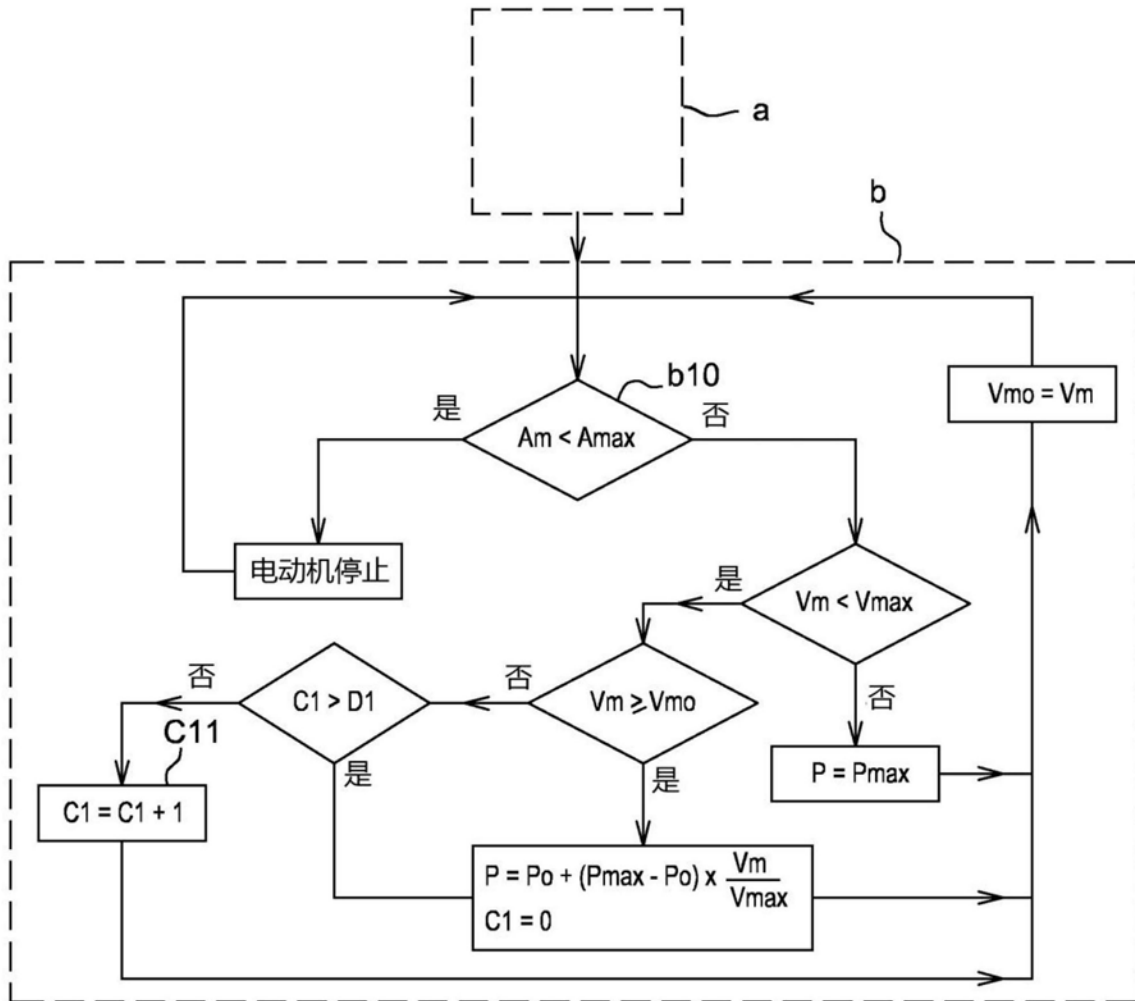 a
b
b10
是
否
Am < Amax
Vmo = Vm
电动机停止
是
Vm < Vmax
否
C1 > D1
否
Vm ⩾ Vmo
否
C11
是
是
P = Pmax
C1 = C1 + 1
P = Po + (Pmax - Po) x Vm/Vmax
C1 = 0